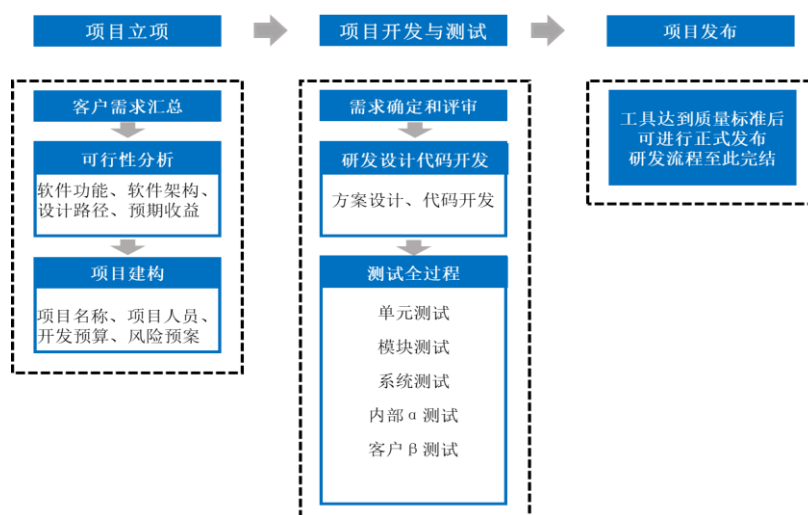 项目立项
项目开发与测试
项目发布
客户需求汇总
可行性分析
软件功能、软件架构、
设计路径、预期收益
项目建构
项目名称、项目人员、
开发预算、风险预案
需求确定和评审
研发设计代码开发
方案设计、代码开发
测试全过程
单元测试
模块测试
系统测试
内部α测试
客户β测试
工具达到质量标准后
可进行正式发布
研发流程至此完结